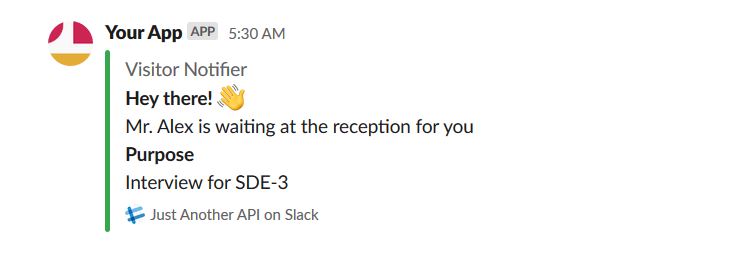 Your App APP 5:30 AM
Visitor Notifier
Hey there! 👋
Mr. Alex is waiting at the reception for you
Purpose
Interview for SDE-3
Just Another API on Slack